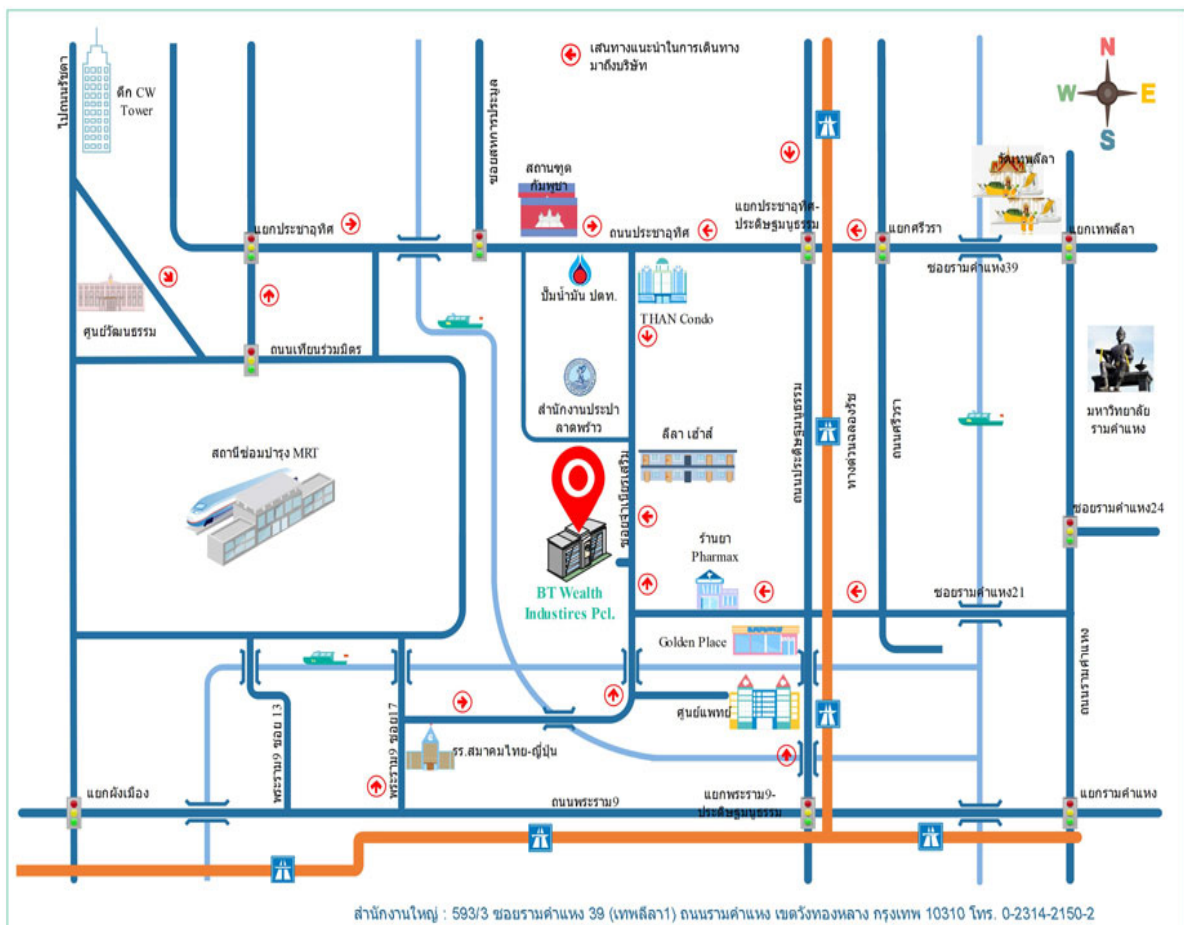 เส้นทางแนะนำในการเดินทาง
มาถึงบริษัท
N
W
E
S
ไปถนนรัชดา
ตึก CW
Tower
ซอยสหการประมูล
สถานฑูต
กัมพูชา
วัดเทพลีลา
แยกประชาอุทิศ
ถนนประชาอุทิศ
แยกประชาอุทิศ-
ประดิษฐมนูธรรม
แยกศรีวรา
แยกเทพลีลา
ซอยรามคำแหง39
ศูนย์วัฒนธรรม
ปั๊มน้ำมัน ปตท.
THAN Condo
ถนนเทียนร่วมมิตร
สำนักงานประปา
ลาดพร้าว
ลีลา เฮ้าส์
ซอยจำเนียรเสริม
ถนนประดิษฐมนูธรรม
ทางด่วนฉลองรัช
ถนนศรีวรา
มหาวิทยาลัย
รามคำแหง
สถานีซ่อมบำรุง MRT
ซอยรามคำแหง24
ร้านยา
Pharmax
BT Wealth
Industires Pcl.
ซอยรามคำแหง21
Golden Place
ศูนย์แพทย์
ถนนรามคำแหง
พระราม9 ซอย 13
พระราม9 ซอย17
รร.สมาคมไทย-ญี่ปุ่น
แยกผังเมือง
ถนนพระราม9
แยกพระราม9-
ประดิษฐมนูธรรม
แยกรามคำแหง
สำนักงานใหญ่ : 593/3 ซอยรามคำแหง 39 (เทพลีลา1) ถนนรามคำแหง เขตวังทองหลาง กรุงเทพ 10310 โทร. 0-2314-2150-2